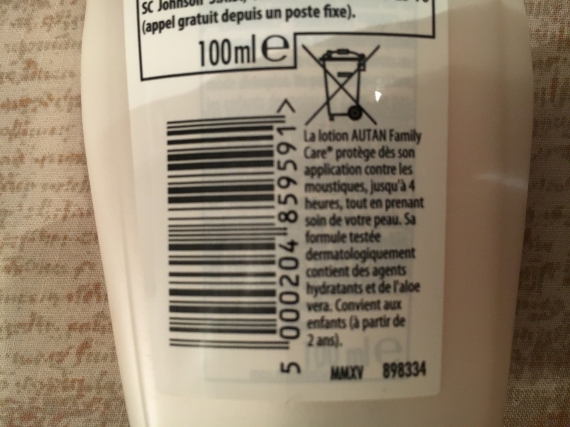 SC Johnson
(appel gratuit depuis un poste fixe).
100ml e
La lotion AUTAN Family
Care® protège dès son
application contre les
moustiques, jusqu'à 4
heures, tout en prenant
soin de votre peau. Sa
formule testée
dermatologiquement
contient des agents
hydratants et de l'aloe
vera. Convient aux
enfants (à partir de
2 ans).
MMXV 898334
5 000204 859591 >